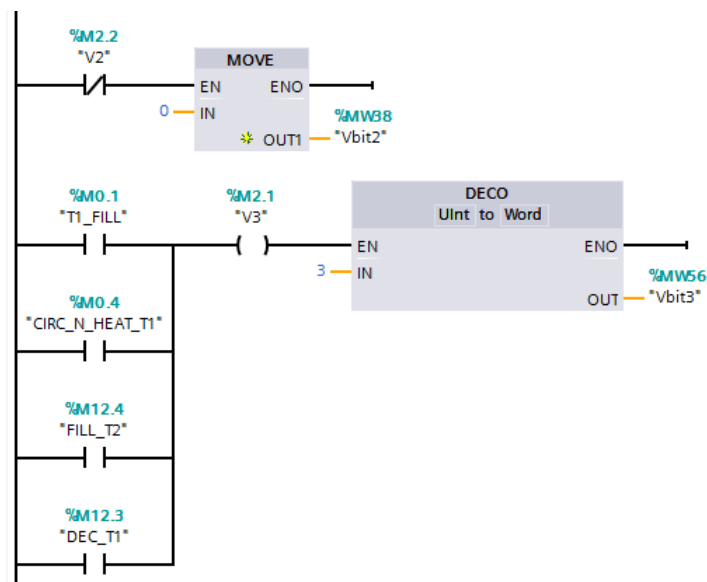 %M2.2
"V2"
MOVE
EN ENO
0 IN
%MW38
OUT1 "Vbit2"
%M0.1 %M2.1
"T1_FILL" "V3"
DECO
UInt to Word
EN ENO
3 IN
%MW56
OUT "Vbit3"
%M0.4
"CIRC_N_HEAT_T1"
%M12.4
"FILL_T2"
%M12.3
"DEC_T1"